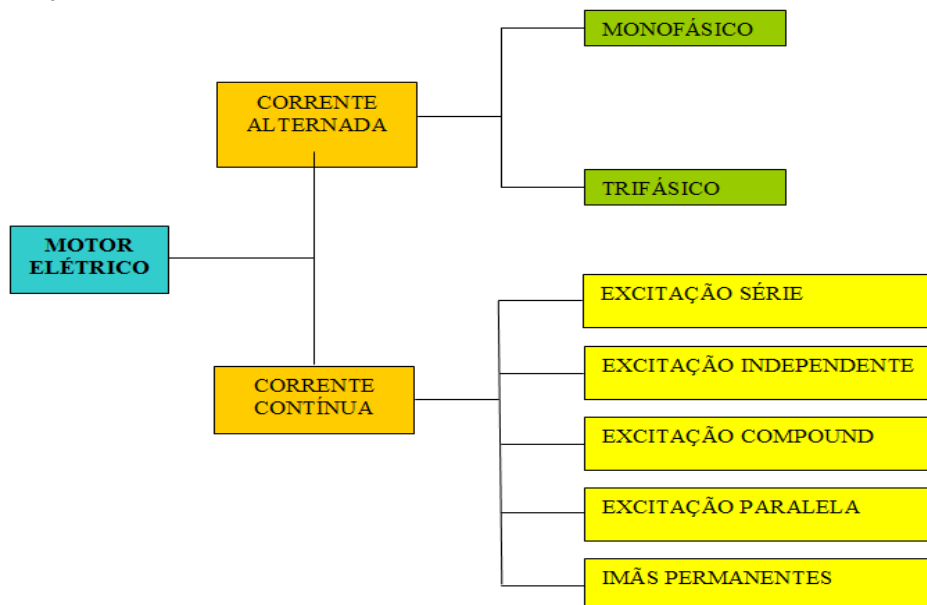 MONOFÁSICO
CORRENTE
ALTERNADA
TRIFÁSICO
MOTOR
ELÉTRICO
EXCITAÇÃO SÉRIE
EXCITAÇÃO INDEPENDENTE
CORRENTE
CONTÍNUA
EXCITAÇÃO COMPOUND
EXCITAÇÃO PARALELA
IMÃS PERMANENTES